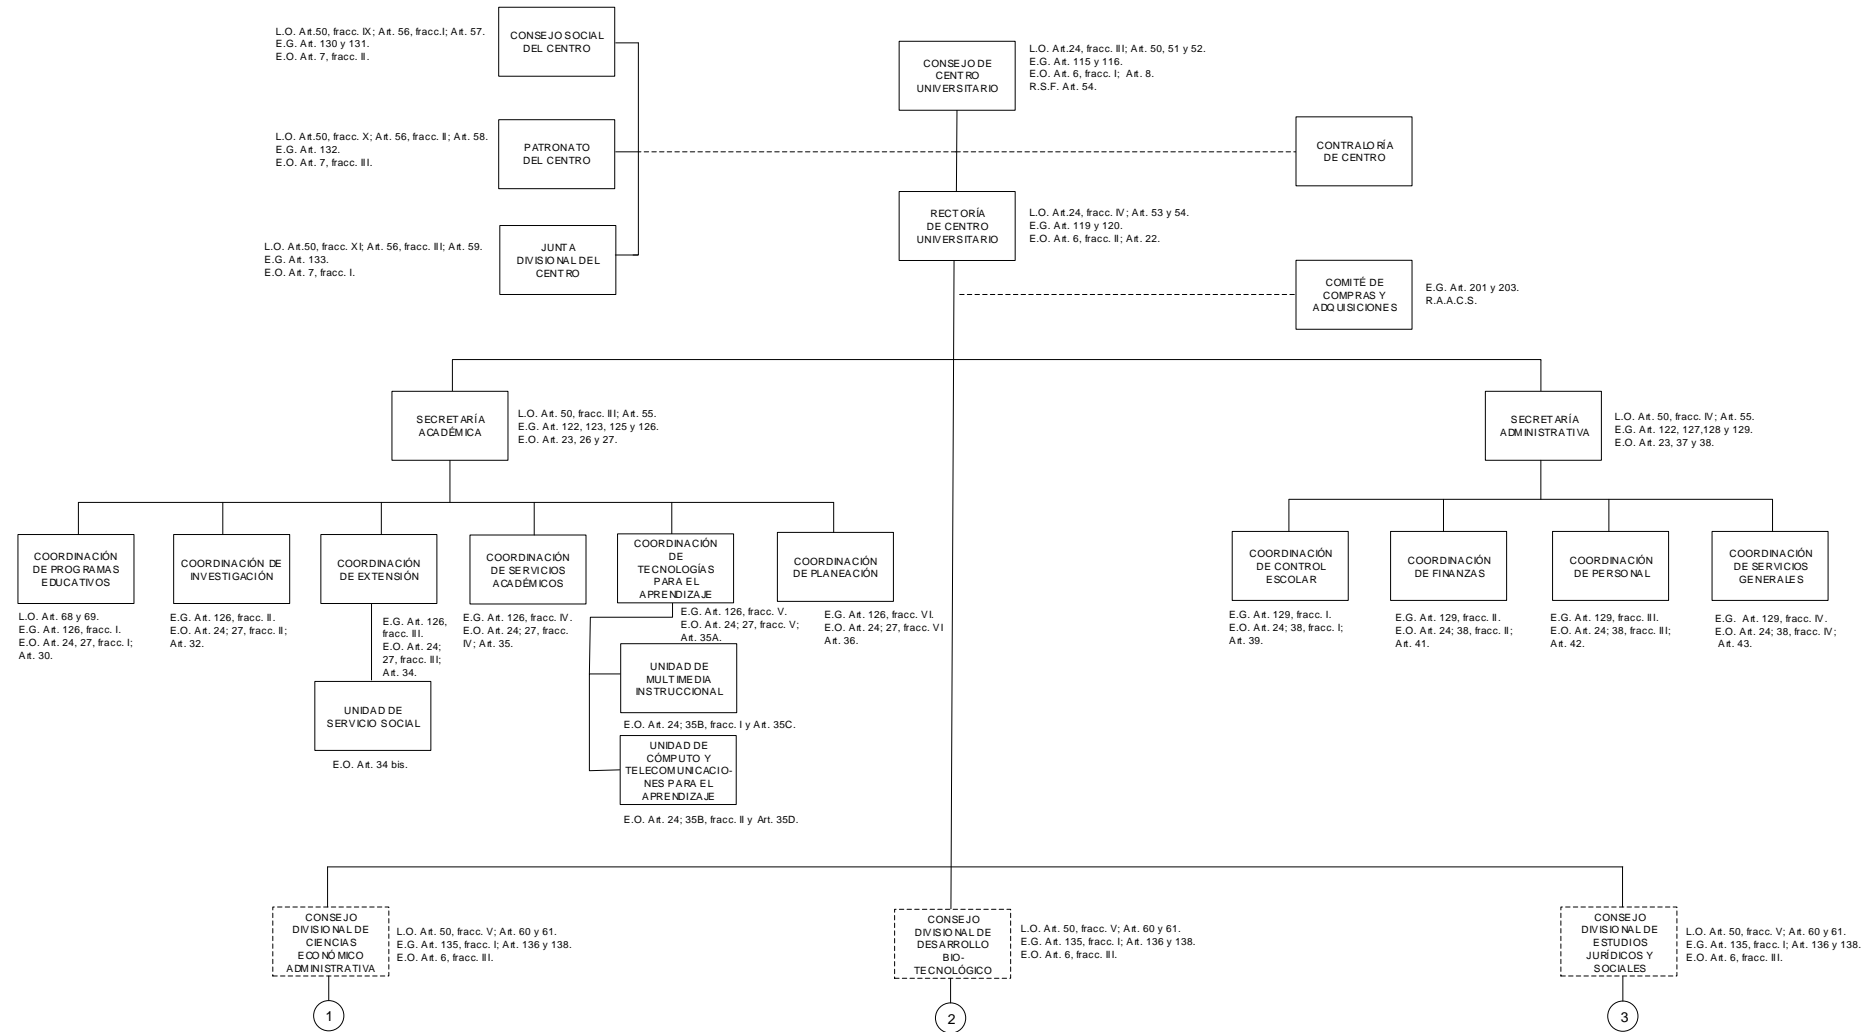 L.O. Art.50, fracc. IX; Art. 56, fracc.I; Art. 57.
E.G. Art. 130 y 131.
E.O. Art. 7, fracc. II.
CONSEJO SOCIAL
DEL CENTRO
CONSEJO DE
CENTRO
UNIVERSITARIO
L.O. Art.24, fracc. III; Art. 50, 51 y 52.
E.G. Art. 115 y 116.
E.O. Art. 6, fracc. I; Art. 8.
R.S.F. Art. 54.
L.O. Art.50, fracc. X; Art. 56, fracc. II; Art. 58.
E.G. Art. 132.
E.O. Art. 7, fracc. III.
PATRONATO
DEL CENTRO
CONTRALORÍA
DE CENTRO
L.O. Art.50, fracc. XI; Art. 56, fracc. III; Art. 59.
E.G. Art. 133.
E.O. Art. 7, fracc. I.
JUNTA
DIVISIONAL DEL
CENTRO
RECTORÍA
DE CENTRO
UNIVERSITARIO
L.O. Art.24, fracc. IV; Art. 53 y 54.
E.G. Art. 119 y 120.
E.O. Art. 6, fracc. II; Art. 22.
COMITÉ DE
COMPRAS Y
ADQUISICIONES
E.G. Art. 201 y 203.
R.A.A.C.S.
SECRETARÍA
ACADÉMICA
L.O. Art. 50, fracc. III; Art. 55.
E.G. Art. 122, 123, 125 y 126.
E.O. Art. 23, 26 y 27.
SECRETARÍA
ADMINISTRATIVA
L.O. Art. 50, fracc. IV; Art. 55.
E.G. Art. 122, 127,128 y 129.
E.O. Art. 23, 37 y 38.
COORDINACIÓN
DE PROGRAMAS
EDUCATIVOS
L.O. Art. 68 y 69.
E.G. Art. 126, fracc. I.
E.O. Art. 24, 27, fracc. I;
Art. 30.
COORDINACIÓN DE
INVESTIGACIÓN
E.G. Art. 126, fracc. II.
E.O. Art. 24; 27, fracc. II;
Art. 32.
COORDINACIÓN
DE EXTENSIÓN
E.G. Art. 126,
fracc. III.
E.O. Art. 24;
27, fracc. III;
Art. 34.
UNIDAD DE
SERVICIO SOCIAL
E.O. Art. 34 bis.
COORDINACIÓN
DE SERVICIOS
ACADÉMICOS
E.G. Art. 126, fracc. IV.
E.O. Art. 24; 27, fracc.
IV; Art. 35.
COORDINACIÓN
DE
TECNOLOGÍAS
PARA EL
APRENDIZAJE
E.G. Art. 126, fracc. V.
E.O. Art. 24; 27, fracc. V;
Art. 35A.
UNIDAD DE
MULTIMEDIA
INSTRUCCIONAL
E.O. Art. 24; 35B, fracc. I y Art. 35C.
UNIDAD DE
CÓMPUTO Y
TELECOMUNICACIO-
NES PARA EL
APRENDIZAJE
E.O. Art. 24; 35B, fracc. II y Art. 35D.
COORDINACIÓN
DE PLANEACIÓN
E.G. Art. 126, fracc. VI.
E.O. Art. 24; 27, fracc. VI
Art. 36.
COORDINACIÓN
DE CONTROL
ESCOLAR
E.G. Art. 129, fracc. I.
E.O. Art. 24; 38, fracc. I;
Art. 39.
COORDINACIÓN
DE FINANZAS
E.G. Art. 129, fracc. II.
E.O. Art. 24; 38, fracc. II;
Art. 41.
COORDINACIÓN
DE PERSONAL
E.G. Art. 129, fracc. III.
E.O. Art. 24; 38, fracc. III;
Art. 42.
COORDINACIÓN
DE SERVICIOS
GENERALES
E.G. Art. 129, fracc. IV.
E.O. Art. 24; 38, fracc. IV;
Art. 43.
CONSEJO
DIVISIONAL DE
CIENCIAS
ECONÓMICO
ADMINISTRATIVA
L.O. Art. 50, fracc. V; Art. 60 y 61.
E.G. Art. 135, fracc. I; Art. 136 y 138.
E.O. Art. 6, fracc. III.
1
CONSEJO
DIVISIONAL DE
DESARROLLO
BIO-
TECNOLÓGICO
L.O. Art. 50, fracc. V; Art. 60 y 61.
E.G. Art. 135, fracc. I; Art. 136 y 138.
E.O. Art. 6, fracc. III.
2
CONSEJO
DIVISIONAL DE
ESTUDIOS
JURÍDICOS Y
SOCIALES
L.O. Art. 50, fracc. V; Art. 60 y 61.
E.G. Art. 135, fracc. I; Art. 136 y 138.
E.O. Art. 6, fracc. III.
3